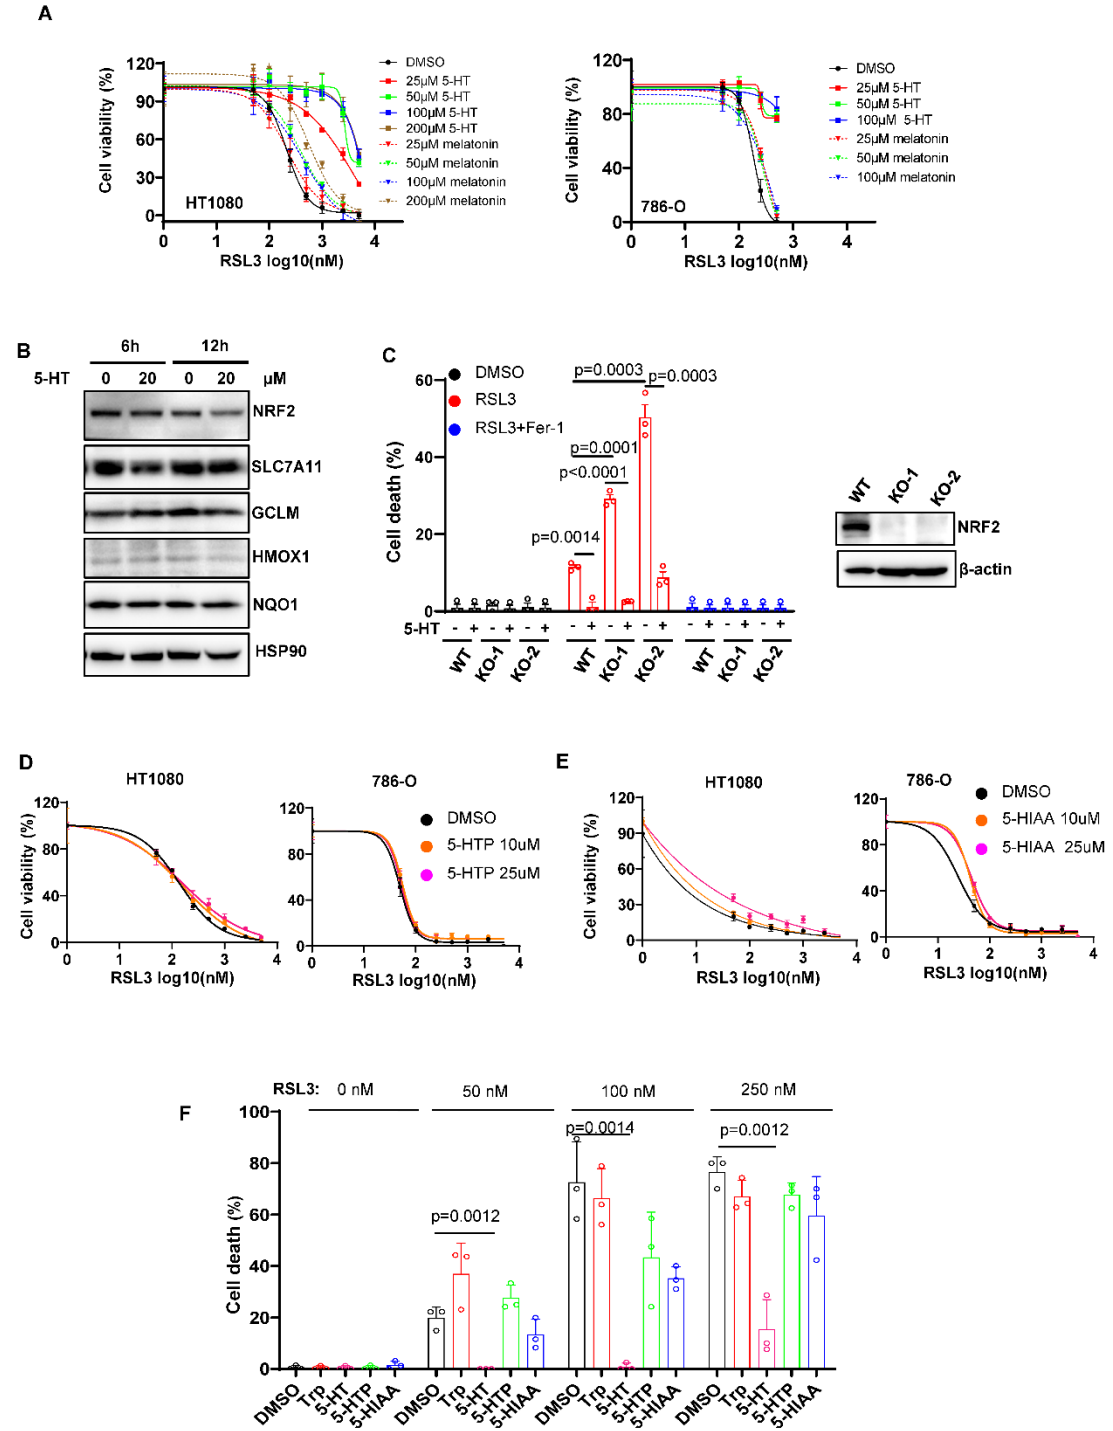 A
Cell viability (%)
120
90
60
30
0
0 1 2 3 4
RSL3 log10(nM)
HT1080
DMSO
25μM 5-HT
50μM 5-HT
100μM 5-HT
200μM 5-HT
25μM melatonin
50μM melatonin
100μM melatonin
200μM melatonin
Cell viability (%)
120
80
40
0
0 1 2 3 4
RSL3 log10(nM)
786-O
DMSO
25μM 5-HT
50μM 5-HT
100μM 5-HT
25μM melatonin
50μM melatonin
100μM melatonin
B
6h 12h
5-HT 0 20 0 20 μM
NRF2
SLC7A11
GCLM
HMOX1
NQO1
HSP90
C
DMSO
RSL3
RSL3+Fer-1
Cell death (%)
60
40
20
0
p=0.0003
p=0.0003
p=0.0001
p<0.0001
p=0.0014
5-HT - + - + - + - + - + - + - + - + - +
WT KO-1 KO-2 WT KO-1 KO-2 WT KO-1 KO-2
WT KO-1 KO-2
NRF2
β-actin
D
HT1080
Cell viability (%)
120
80
40
0
0 1 2 3 4
RSL3 log10(nM)
786-O
120
80
40
0
0 1 2 3 4
RSL3 log10(nM)
DMSO
5-HTP 10uM
5-HTP 25uM
E
HT1080
Cell viability (%)
120
90
60
30
0
0 1 2 3 4
RSL3 log10(nM)
786-O
120
80
40
0
0 1 2 3 4
RSL3 log10(nM)
DMSO
5-HIAA 10uM
5-HIAA 25uM
F
RSL3: 0 nM 50 nM 100 nM 250 nM
Cell death (%)
100
80
60
40
20
0
p=0.0012
p=0.0014
p=0.0012
DMSO Trp 5-HT 5-HTP 5-HIAA DMSO Trp 5-HT 5-HTP 5-HIAA DMSO Trp 5-HT 5-HTP 5-HIAA DMSO Trp 5-HT 5-HTP 5-HIAA